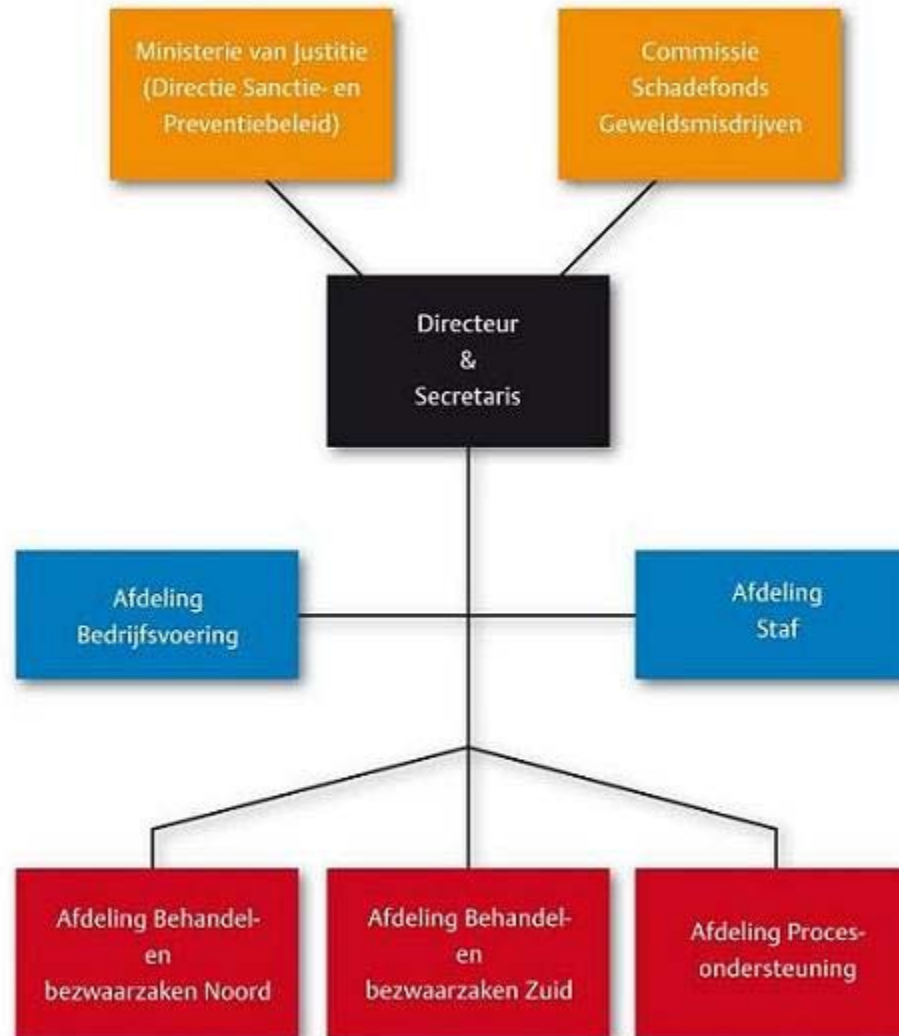 Ministerie van Justitie
(Directie Sanctie- en
Preventiebeleid)
Commissie
Schadefonds
Geweldsmisdrijven
Directeur
&
Secretaris
Afdeling
Bedrijfsvoering
Afdeling
Staf
Afdeling Behandel-
en
bezwaarzaken Noord
Afdeling Behandel-
en
bezwaarzaken Zuid
Afdeling Proces-
ondersteuning